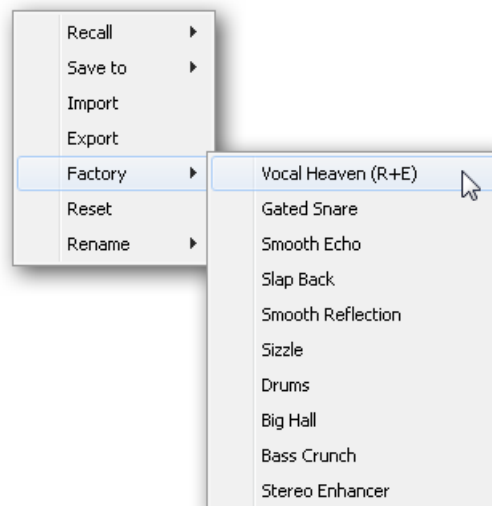 Recall
Save to
Import
Export
Factory
Reset
Rename
Vocal Heaven (R+E)
Gated Snare
Smooth Echo
Slap Back
Smooth Reflection
Sizzle
Drums
Big Hall
Bass Crunch
Stereo Enhancer